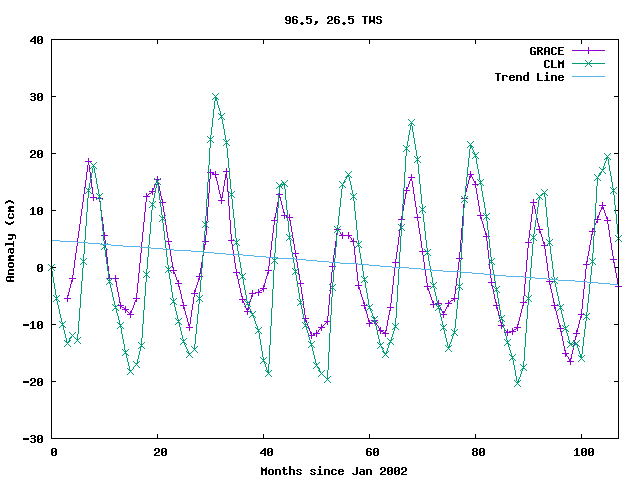 96.5, 26.5 TWS
GRACE
CLM
Trend Line
Anomaly (cm)
40
30
20
10
0
-10
-20
-30
0 20 40 60 80 100
Months since Jan 2002